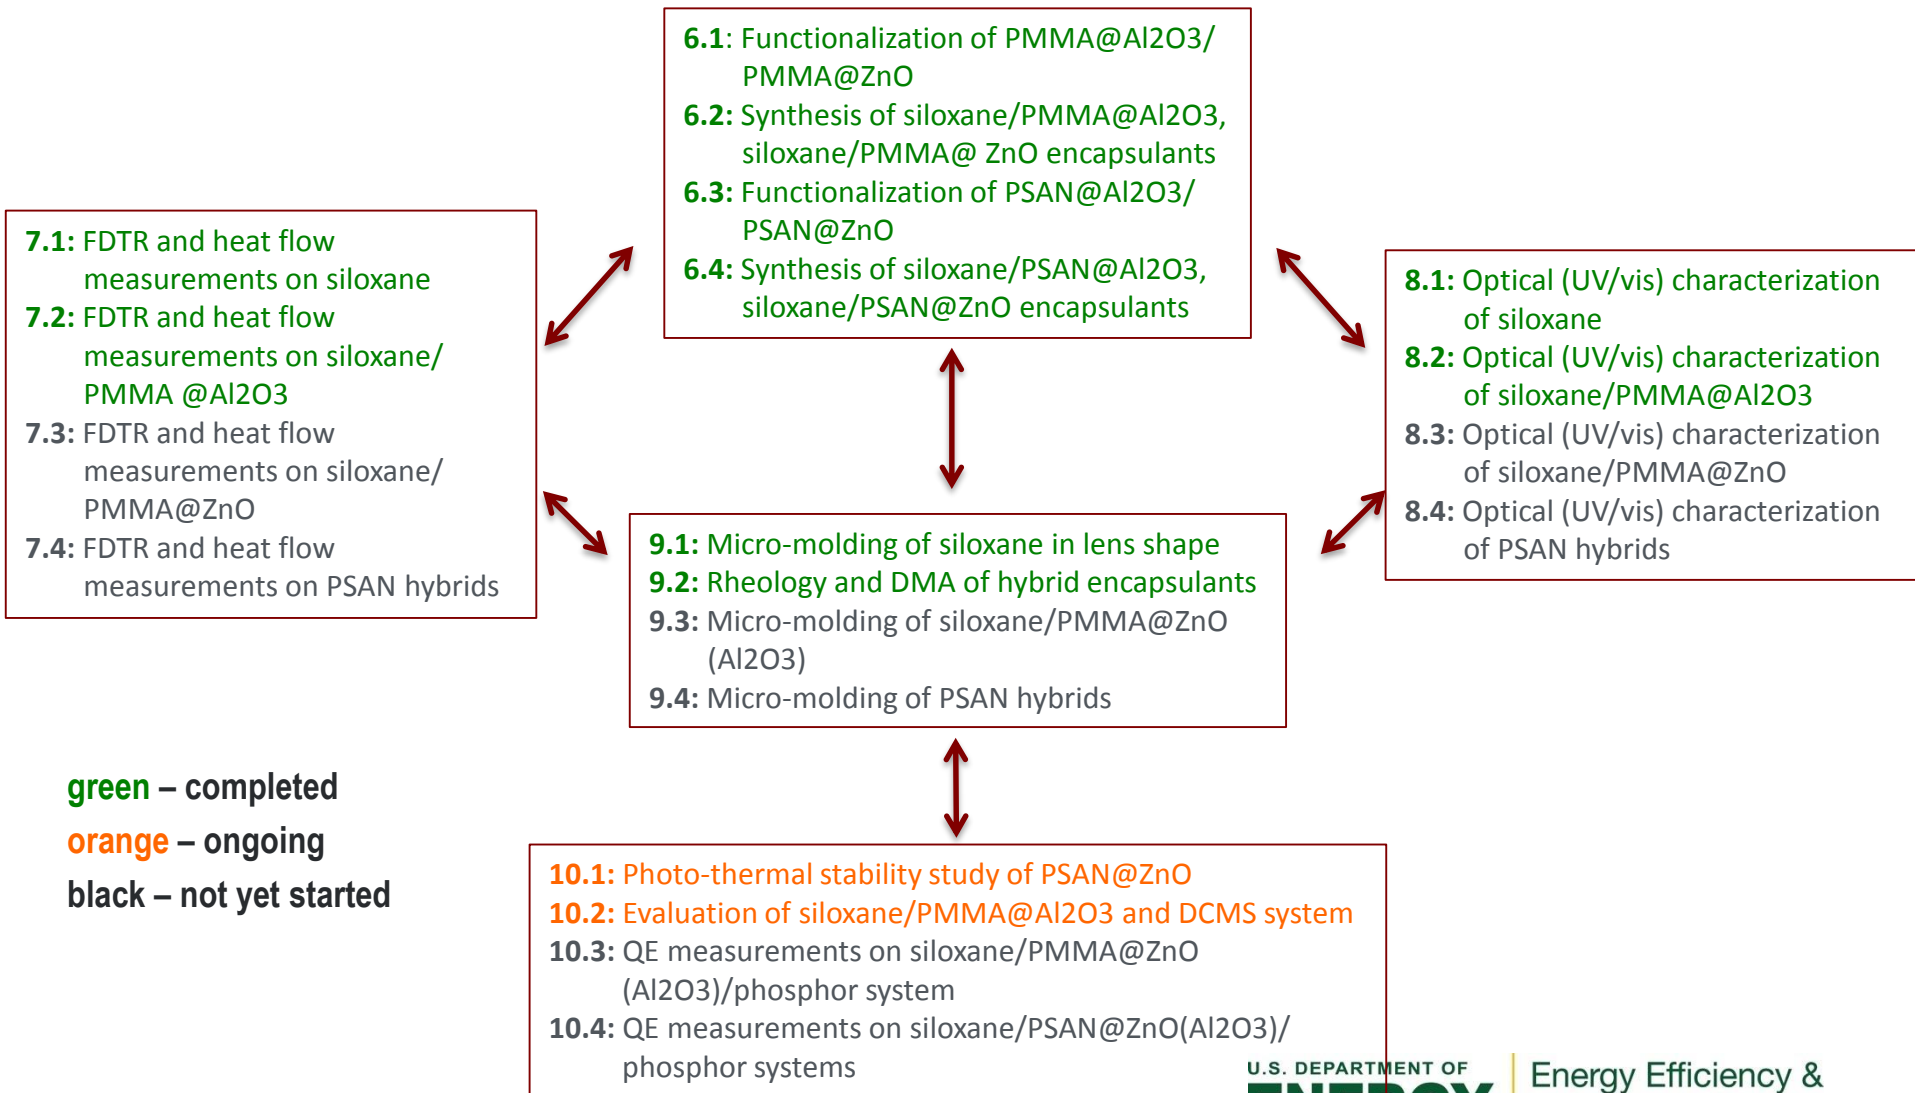 6.1: Functionalization of PMMA@Al2O3/
PMMA@ZnO
6.2: Synthesis of siloxane/PMMA@Al2O3,
siloxane/PMMA@ ZnO encapsulants
6.3: Functionalization of PSAN@Al2O3/
PSAN@ZnO
6.4: Synthesis of siloxane/PSAN@Al2O3,
siloxane/PSAN@ZnO encapsulants
7.1: FDTR and heat flow
measurements on siloxane
7.2: FDTR and heat flow
measurements on siloxane/
PMMA @Al2O3
7.3: FDTR and heat flow
measurements on siloxane/
PMMA@ZnO
7.4: FDTR and heat flow
measurements on PSAN hybrids
8.1: Optical (UV/vis) characterization
of siloxane
8.2: Optical (UV/vis) characterization
of siloxane/PMMA@Al2O3
8.3: Optical (UV/vis) characterization
of siloxane/PMMA@ZnO
8.4: Optical (UV/vis) characterization
of PSAN hybrids
9.1: Micro-molding of siloxane in lens shape
9.2: Rheology and DMA of hybrid encapsulants
9.3: Micro-molding of siloxane/PMMA@ZnO
(Al2O3)
9.4: Micro-molding of PSAN hybrids
green – completed
orange – ongoing
black – not yet started
10.1: Photo-thermal stability study of PSAN@ZnO
10.2: Evaluation of siloxane/PMMA@Al2O3 and DCMS system
10.3: QE measurements on siloxane/PMMA@ZnO
(Al2O3)/phosphor system
10.4: QE measurements on siloxane/PSAN@ZnO(Al2O3)/
phosphor systems
U.S. DEPARTMENT OF
ENERGY
Energy Efficiency &